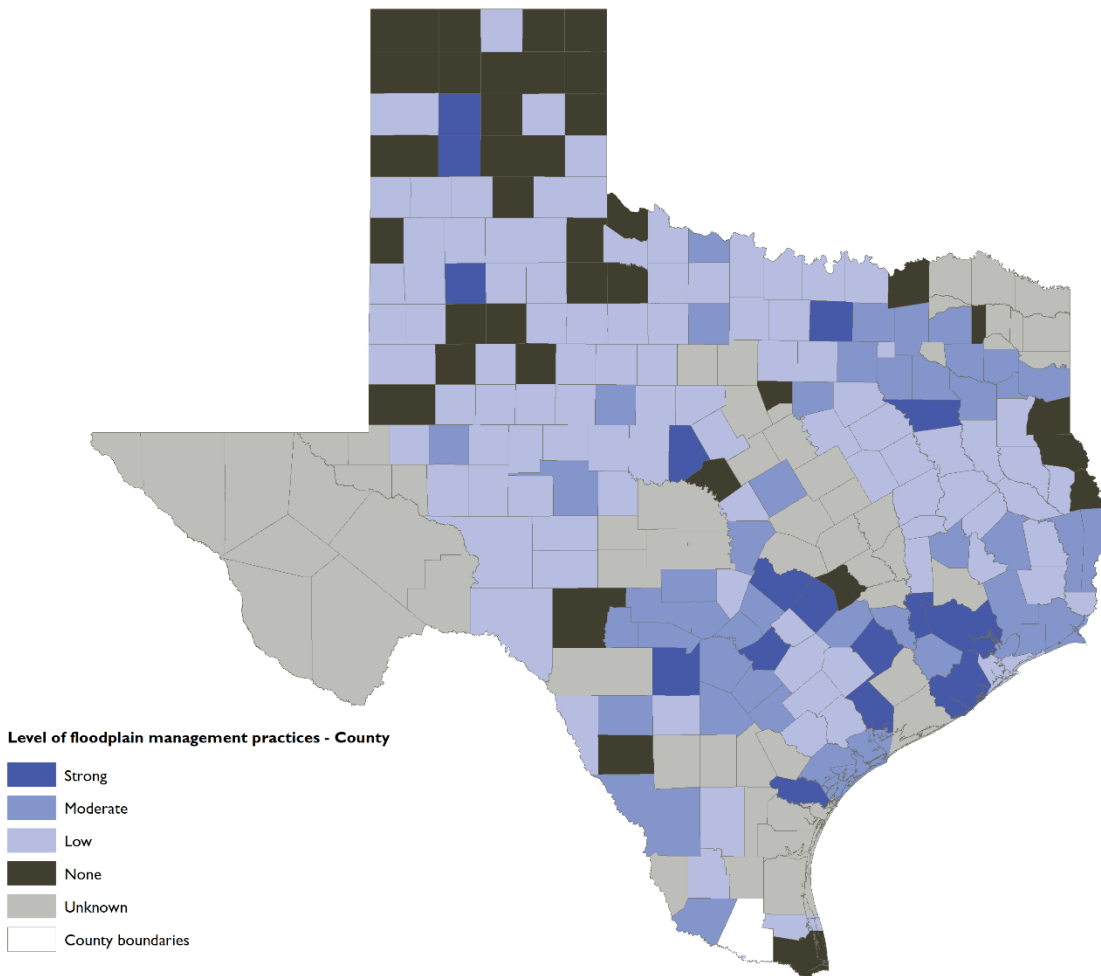 Level of floodplain management practices - County
Strong
Moderate
Low
None
Unknown
County boundaries